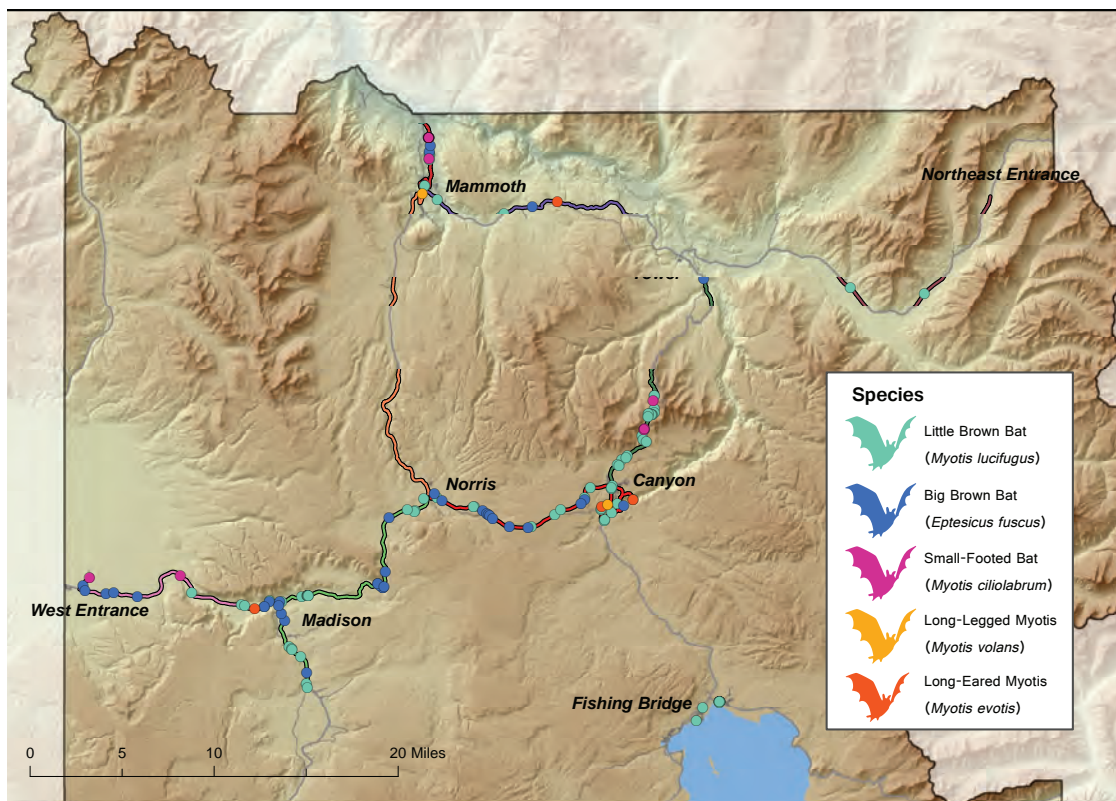 Northeast Entrance
Mammoth
Species
Little Brown Bat
(Myotis lucifugus)
Big Brown Bat
(Eptesicus fuscus)
Small-Footed Bat
(Myotis ciliolabrum)
Long-Legged Myotis
(Myotis volans)
Long-Eared Myotis
(Myotis evotis)
Norris
Canyon
West Entrance
Madison
Fishing Bridge
0 5 10 20 Miles